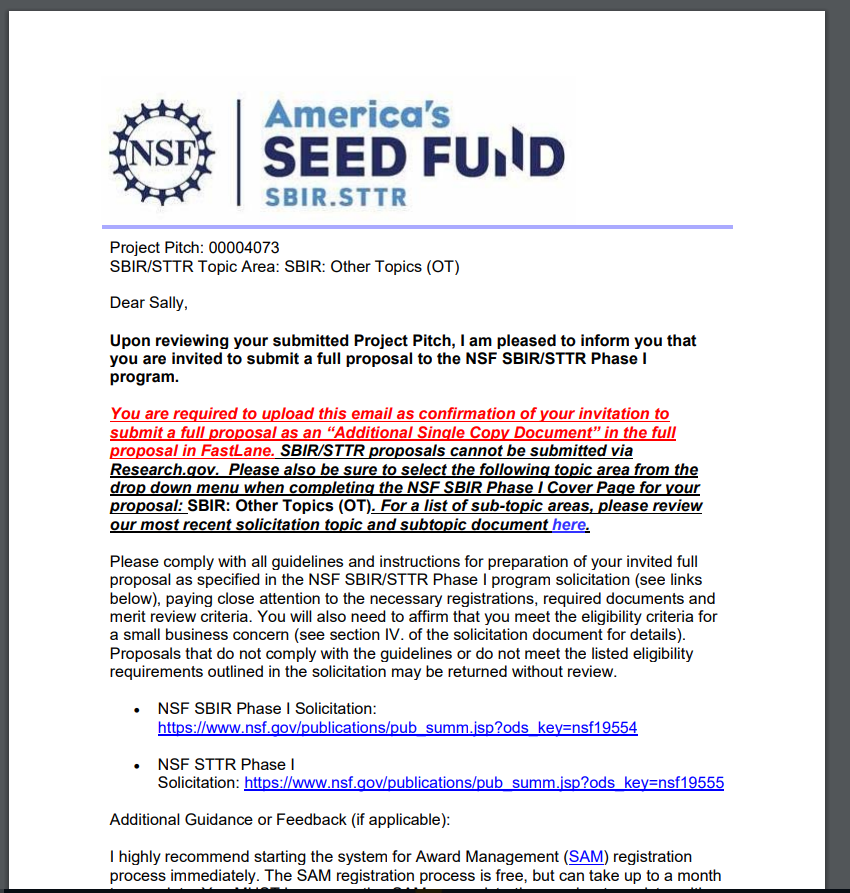 NSF
America's
SEED FUND
SBIR.STTR
Project Pitch: 00004073
SBIR/STTR Topic Area: SBIR: Other Topics (OT)
Dear Sally,
Upon reviewing your submitted Project Pitch, I am pleased to inform you that
you are invited to submit a full proposal to the NSF SBIR/STTR Phase I
program.
You are required to upload this email as confirmation of your invitation to
submit a full proposal as an “Additional Single Copy Document” in the full
proposal in FastLane. SBIR/STTR proposals cannot be submitted via
Research.gov.  Please also be sure to select the following topic area from the
drop down menu when completing the NSF SBIR Phase I Cover Page for your
proposal: SBIR: Other Topics (OT). For a list of sub-topic areas, please review
our most recent solicitation topic and subtopic document here.
Please comply with all guidelines and instructions for preparation of your invited full
proposal as specified in the NSF SBIR/STTR Phase I program solicitation (see links
below), paying close attention to the necessary registrations, required documents and
merit review criteria. You will also need to affirm that you meet the eligibility criteria for
a small business concern (see section IV. of the solicitation document for details).
Proposals that do not comply with the guidelines or do not meet the listed eligibility
requirements outlined in the solicitation may be returned without review.
• NSF SBIR Phase I Solicitation:
https://www.nsf.gov/publications/pub_summ.jsp?ods_key=nsf19554
• NSF STTR Phase I
Solicitation: https://www.nsf.gov/publications/pub_summ.jsp?ods_key=nsf19555
Additional Guidance or Feedback (if applicable):
I highly recommend starting the system for Award Management (SAM) registration
process immediately. The SAM registration process is free, but can take up to a month